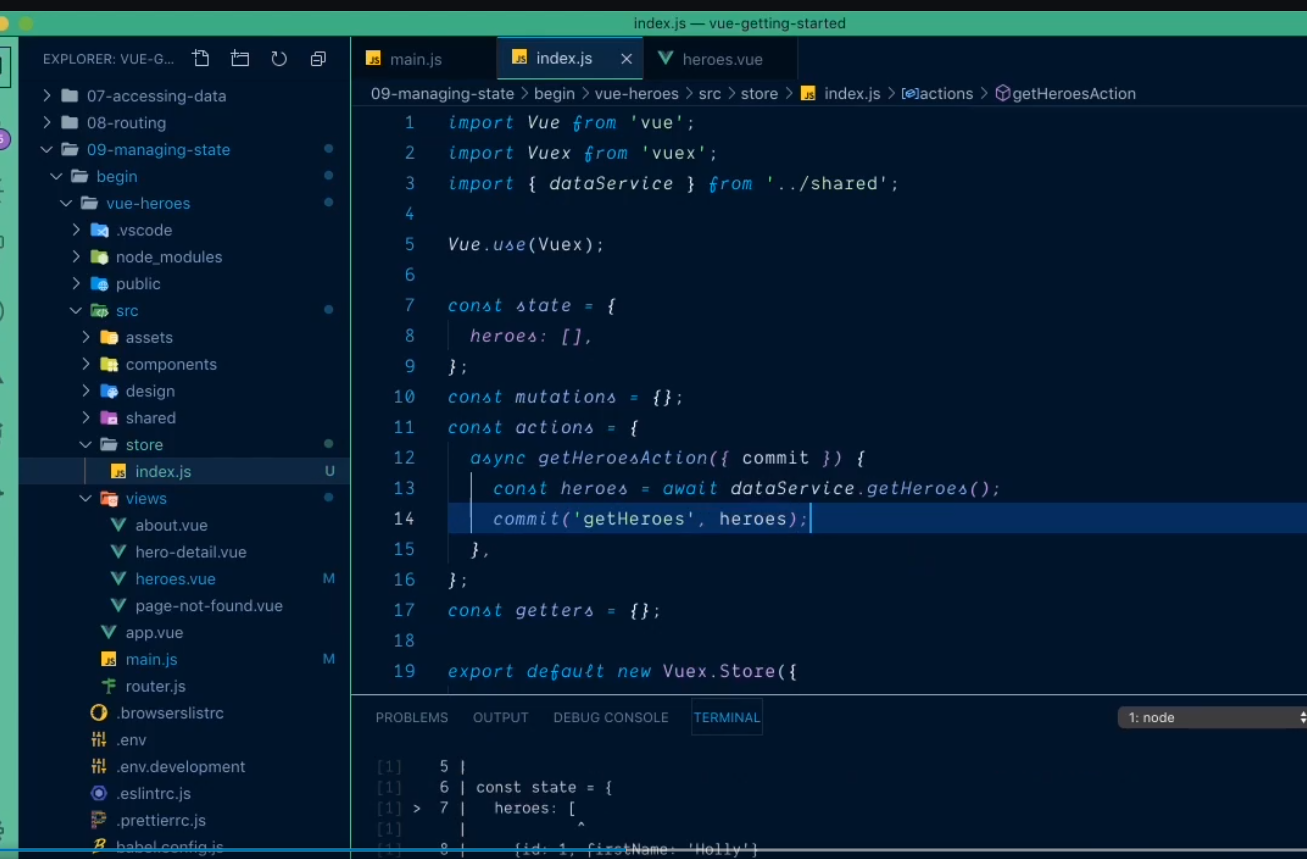 index.js — vue-getting-started
EXPLORER: VUE-G...
07-accessing-data
08-routing
09-managing-state
begin
vue-heroes
.vscode
node_modules
public
src
assets
components
design
shared
store
index.js U
views
about.vue
hero-detail.vue
heroes.vue M
page-not-found.vue
app.vue
main.js M
router.js
.browserslistrc
.env
.env.development
.eslintrc.js
.prettierrc.js
babel.config.js
JS main.js JS index.js × heroes.vue
09-managing-state > begin > vue-heroes > src > store > JS index.js > actions > getHeroesAction
1 import Vue from 'vue';
2 import Vuex from 'vuex';
3 import { dataService } from '../shared';
4
5 Vue.use(Vuex);
6
7 const state = {
8 heroes: [],
9 };
10 const mutations = {};
11 const actions = {
12 async getHeroesAction({ commit }) {
13 const heroes = await dataService.getHeroes();
14 commit('getHeroes', heroes);
15 },
16 };
17 const getters = {};
18
19 export default new Vuex.Store({
PROBLEMS OUTPUT DEBUG CONSOLE TERMINAL 1: node
[1] 5 |
[1] 6 | const state = {
[1] > 7 | heroes: [
[1] | ^
[1] 8 | {id: 1, firstName: 'Holly'}